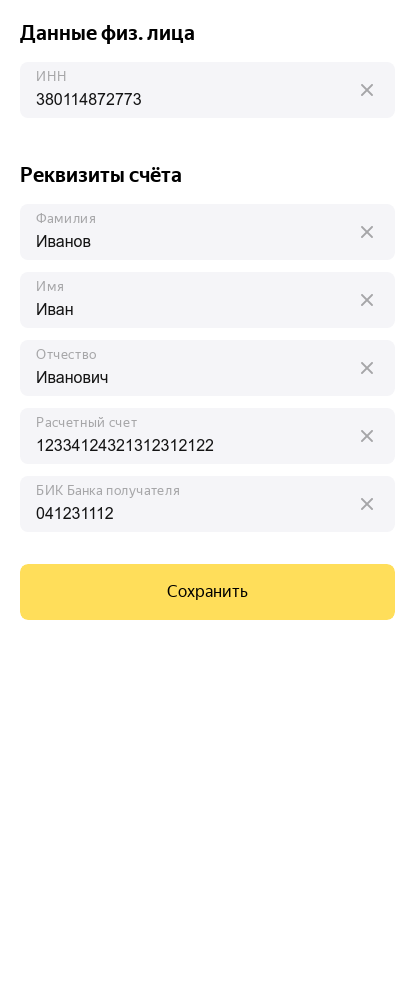 Данные физ. лица
ИНН
380114872773
Реквизиты счёта
Фамилия
Иванов
Имя
Иван
Отчество
Иванович
Расчетный счет
12334124321312312122
БИК Банка получателя
041231112
Сохранить